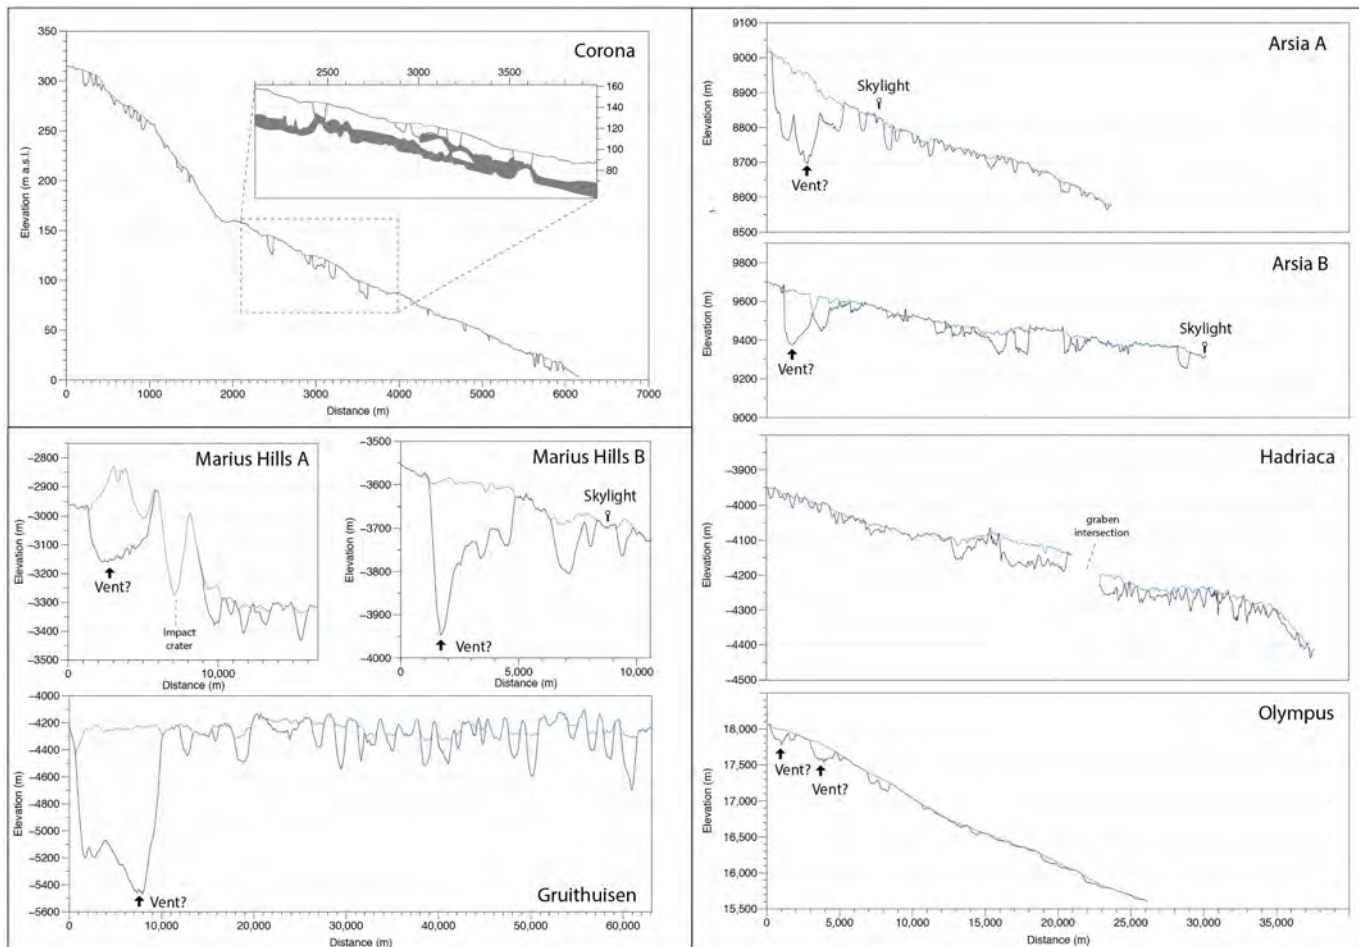 Corona
350
300
250
200
150
100
50
0
Elevation (m a.s.l.)
2500 3000 3500
160
140
120
100
80
0 1000 2000 3000 4000 5000 6000 7000
Distance (m)
Marius Hills A
−2800
−2900
−3000
−3100
−3200
−3300
−3400
−3500
Elevation (m)
Vent?
Impact
crater
0 10,000
Distance (m)
Marius Hills B
−3500
−3600
−3700
−3800
−3900
−4000
Elevation (m)
Skylight
Vent?
0 5,000 10,000
Distance (m)
−4000
−4200
−4400
−4600
−4800
−5000
−5200
−5400
−5600
Elevation (m)
Vent?
Gruithuisen
0 10,000 20,000 30,000 40,000 50,000 60,000
Distance (m)
Arsia A
9100
9000
8900
8800
8700
8600
8500
Elevation (m)
Skylight
Vent?
Arsia B
9800
9600
9400
9200
9000
Elevation (m)
Skylight
Vent?
Hadriaca
−3900
−4000
−4100
−4200
−4300
−4400
−4500
Elevation (m)
graben
intersection
Olympus
18,000
17,500
17,000
16,500
16,000
15,500
Elevation (m)
Vent?
Vent?
0 5,000 10,000 15,000 20,000 25,000 30,000 35,000
Distance (m)